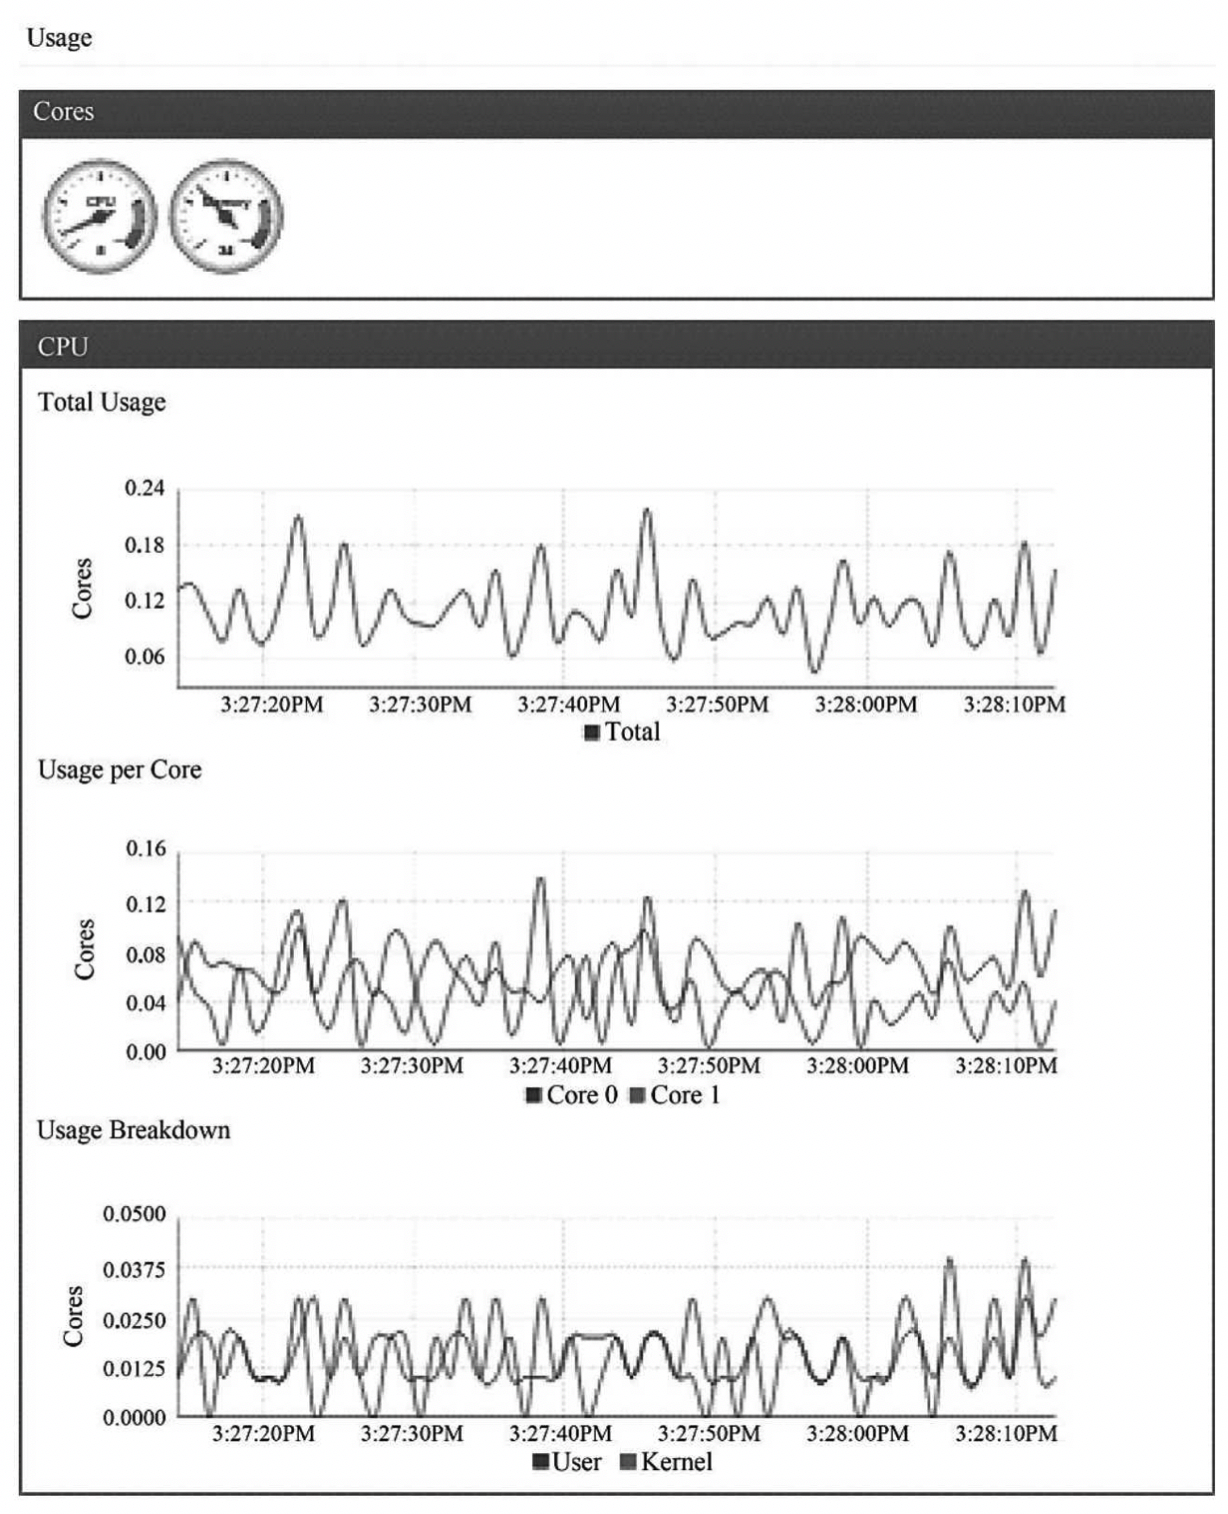 Usage
Cores
CPU
8
34
CPU
Total Usage
0.24
0.18
0.12
0.06
Cores
3:27:20PM 3:27:30PM 3:27:40PM 3:27:50PM 3:28:00PM 3:28:10PM
Total
Usage per Core
0.16
0.12
0.08
0.04
0.00
Cores
3:27:20PM 3:27:30PM 3:27:40PM 3:27:50PM 3:28:00PM 3:28:10PM
Core 0 Core 1
Usage Breakdown
0.0500
0.0375
0.0250
0.0125
0.0000
Cores
3:27:20PM 3:27:30PM 3:27:40PM 3:27:50PM 3:28:00PM 3:28:10PM
User Kernel